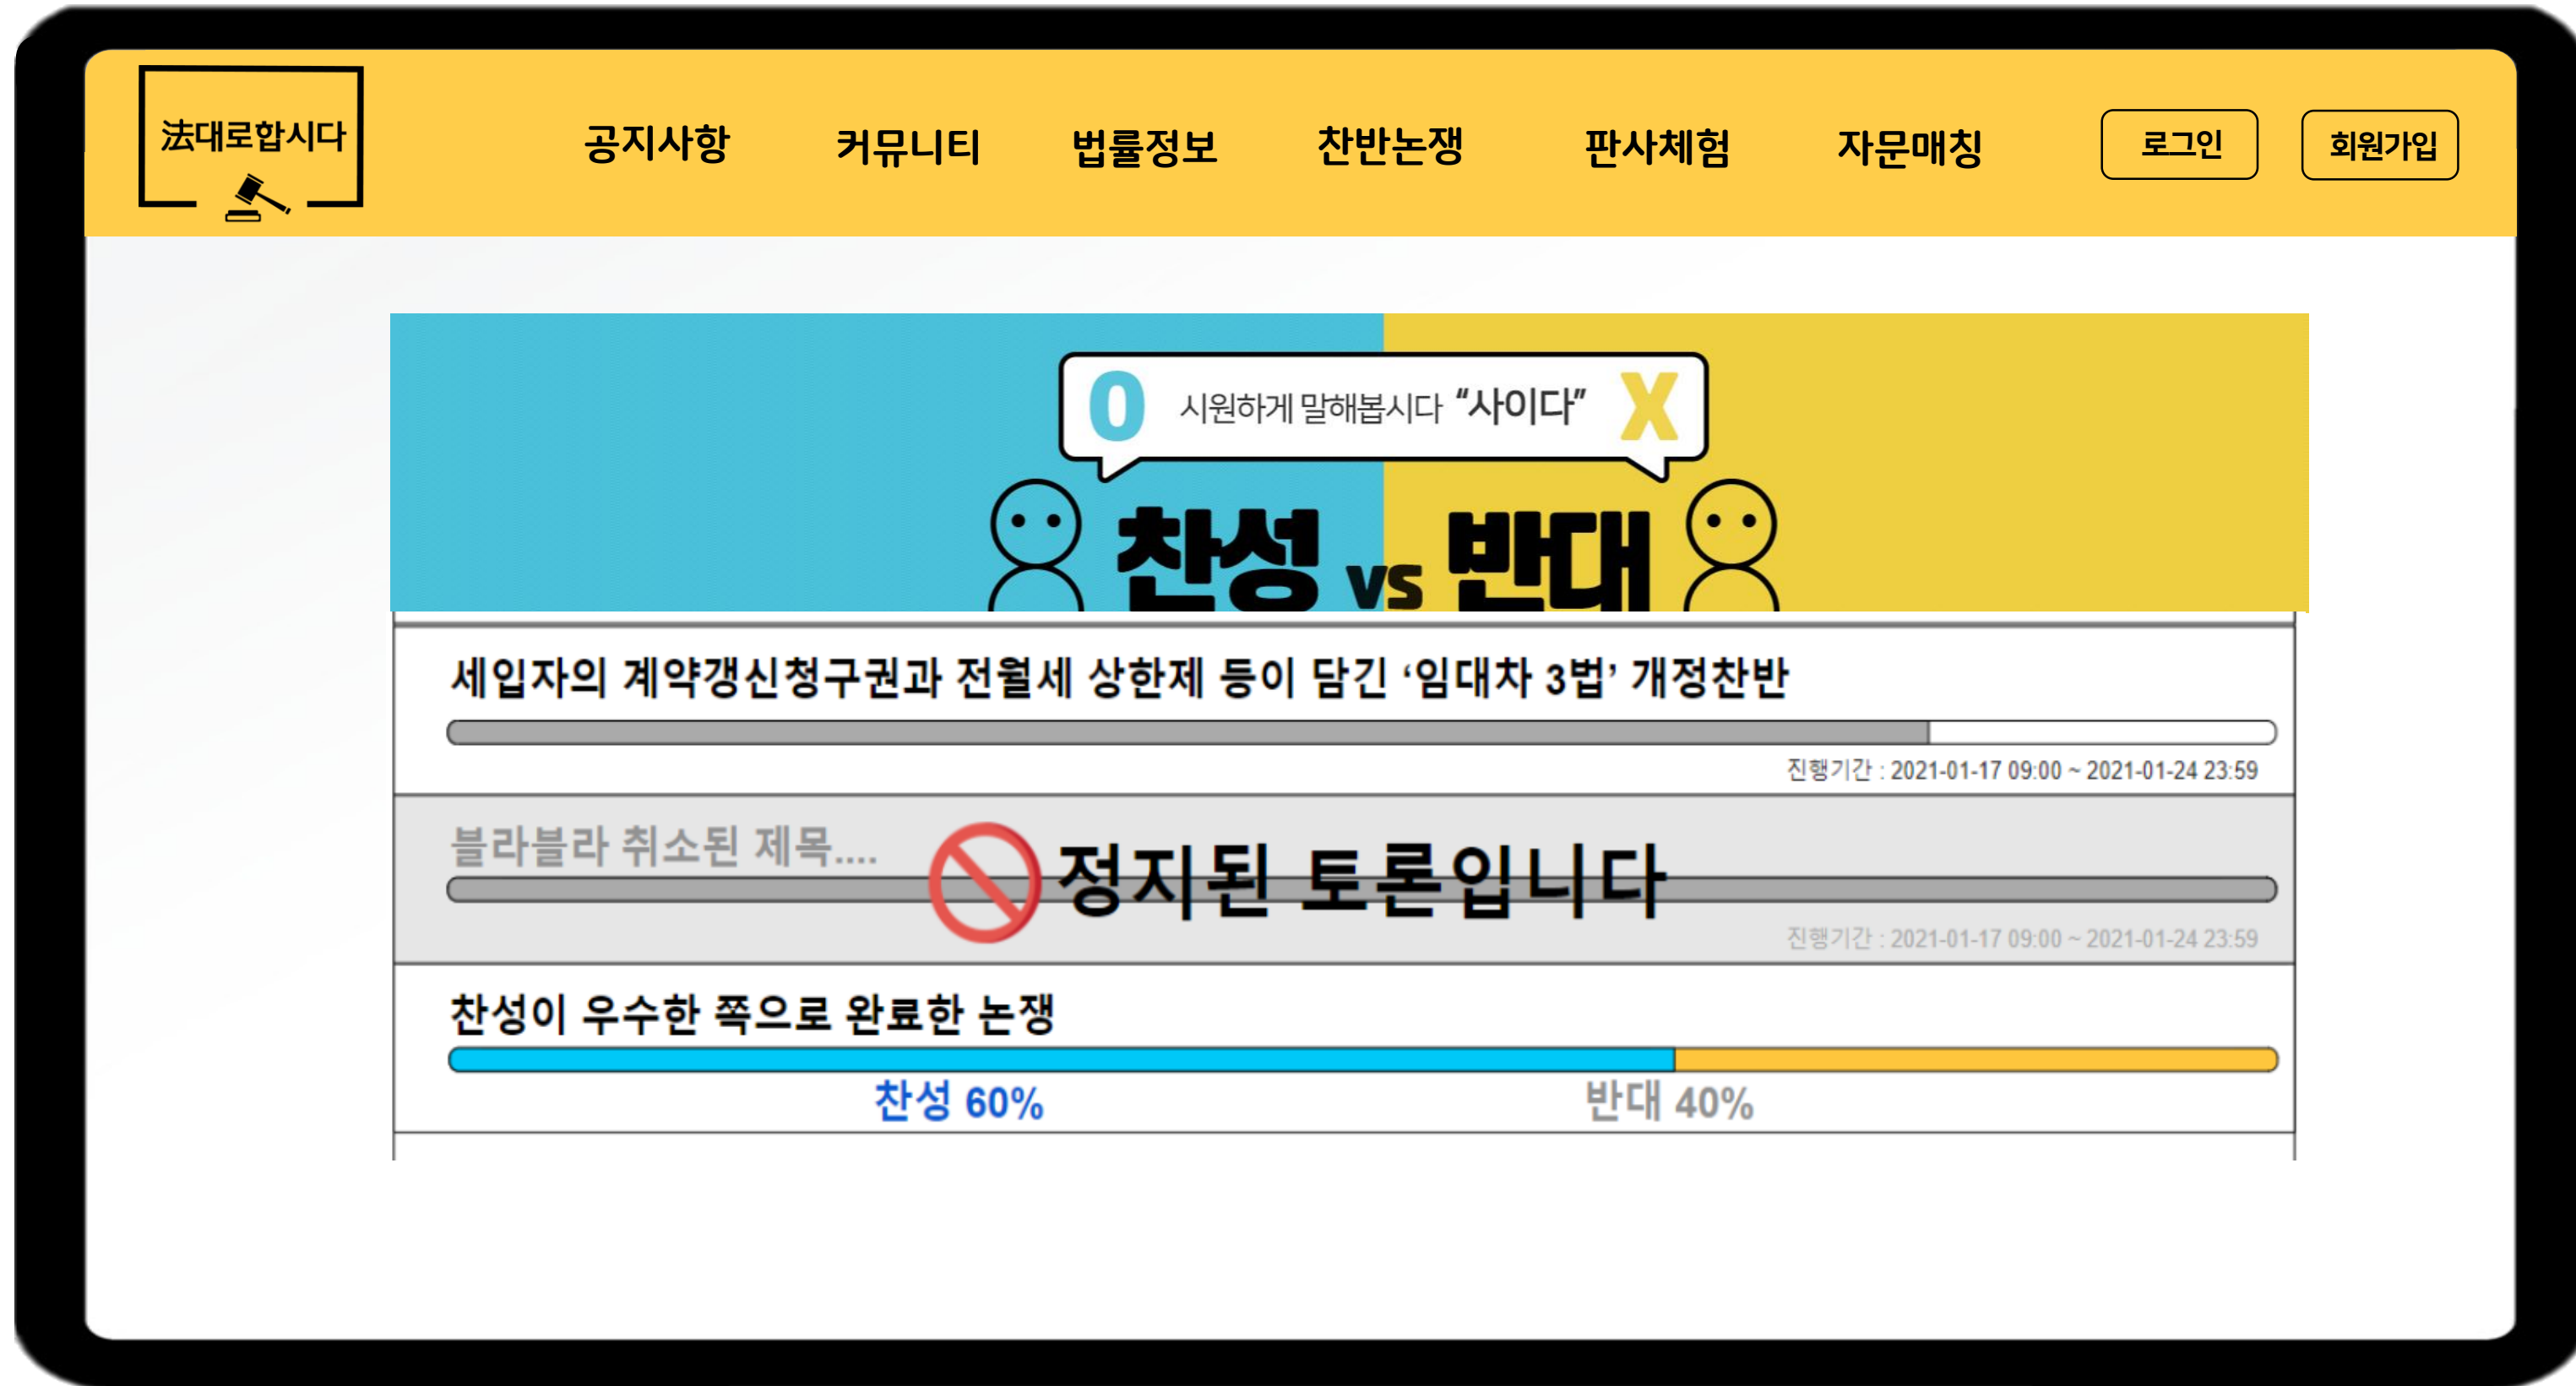 法대로합시다
공지사항 커뮤니티 법률정보 찬반논쟁 판사체험 자문매칭 로그인 회원가입
O 시원하게 말해봅시다 “사이다” X
찬성 vs 반대
세입자의 계약갱신청구권과 전월세 상한제 등이 담긴 ‘임대차 3법’ 개정찬반
진행기간 : 2021-01-17 09:00 ~ 2021-01-24 23:59
블라블라 취소된 제목....
정지된 토론입니다
진행기간 : 2021-01-17 09:00 ~ 2021-01-24 23:59
찬성이 우수한 쪽으로 완료한 논쟁
찬성 60% 반대 40%